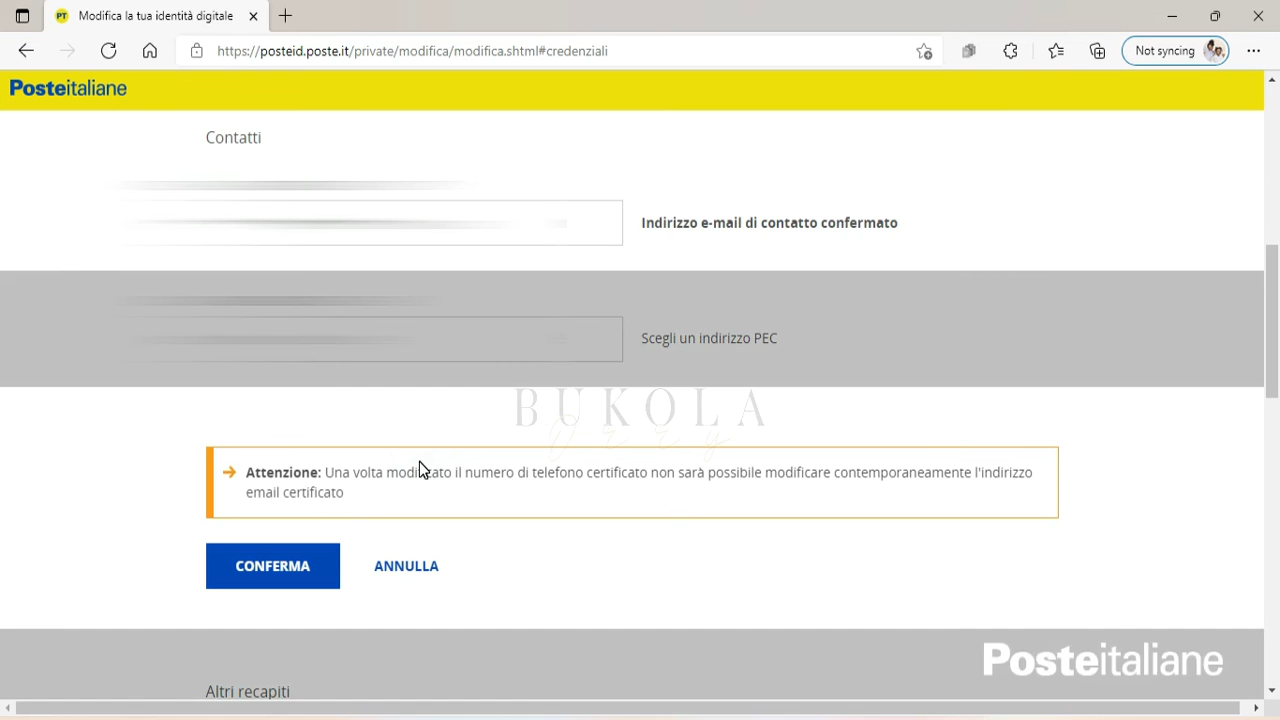 Modifica la tua identità digitale
https://posteid.poste.it/private/modifica/modifica.shtml#credenziali
Not syncing
Posteitaliane
Contatti
Indirizzo e-mail di contatto confermato
Scegli un indirizzo PEC
BUKOLA
Attenzione: Una volta modificato il numero di telefono certificato non sarà possibile modificare contemporaneamente l'indirizzo
email certificato
CONFERMA
ANNULLA
Posteitaliane
Altri recapiti